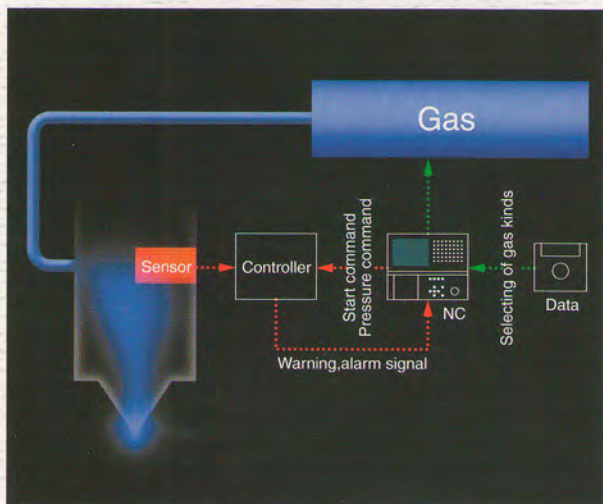 Gas
Sensor
Controller
Start command
Pressure command
NC
Selecting of gas kinds
Data
Warning,alarm signal